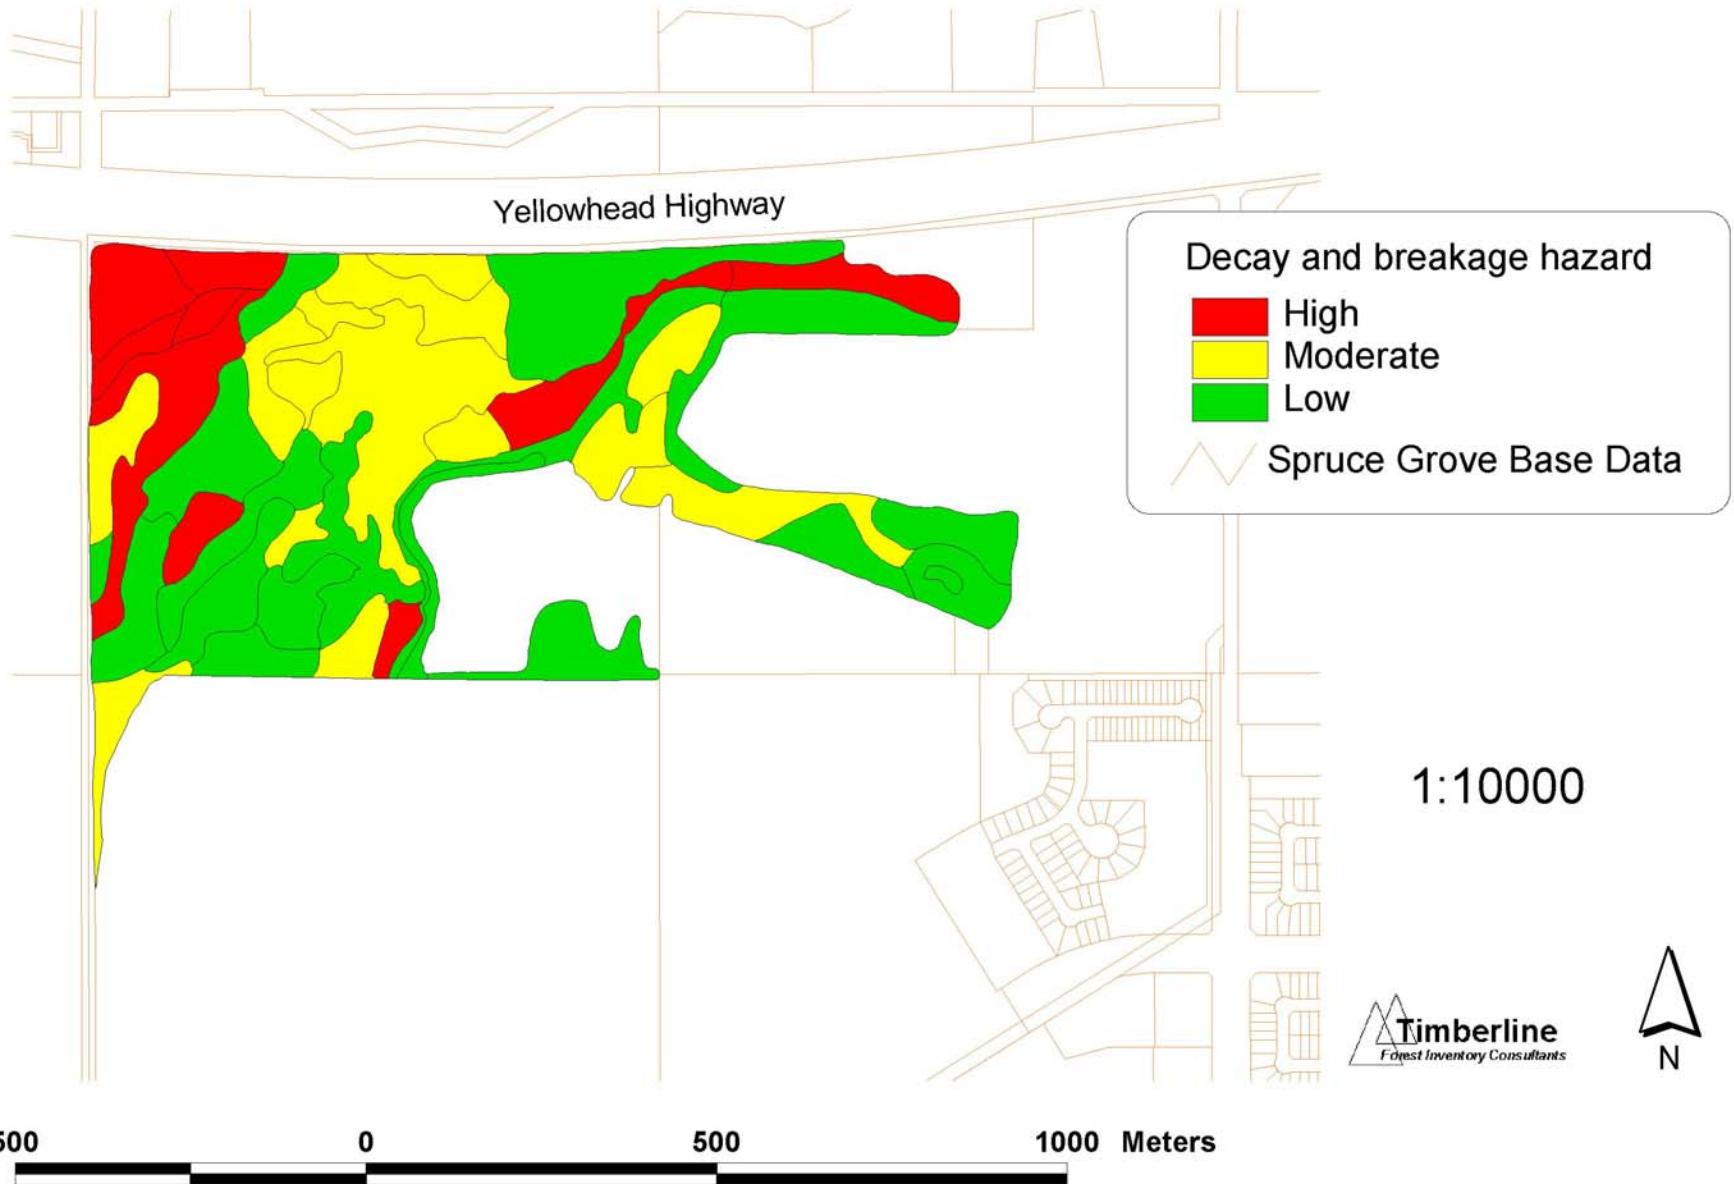 Yellowhead Highway
Decay and breakage hazard
High
Moderate
Low
Spruce Grove Base Data
1:10000
Timberline
Forest Inventory Consultants
N
0 500 1000 Meters